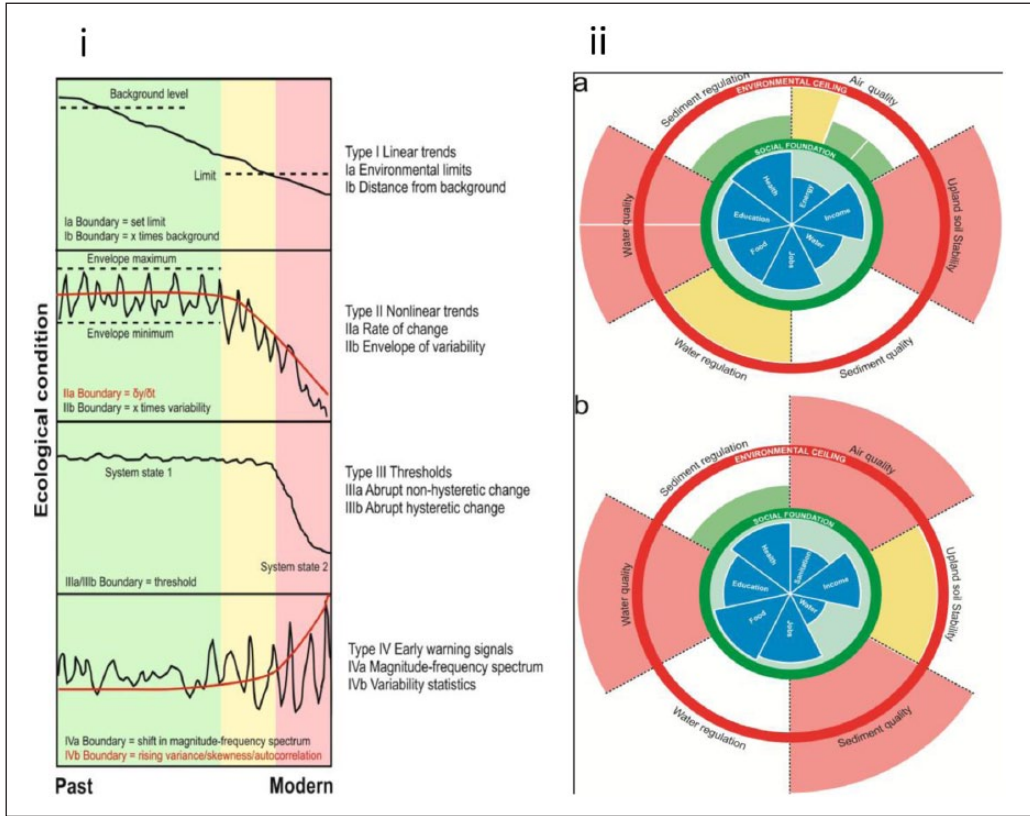 i
Ecological condition
Background level
Limit
Ia Boundary = set limit
Ib Boundary = x times background
Type I Linear trends
Ia Environmental limits
Ib Distance from background
Envelope maximum
Envelope minimum
IIa Boundary = δy/δt
IIb Boundary = x times variability
Type II Nonlinear trends
IIa Rate of change
IIb Envelope of variability
System state 1
System state 2
IIIa/IIIb Boundary = threshold
Type III Thresholds
IIIa Abrupt non-hysteretic change
IIIb Abrupt hysteretic change
IVa Boundary = shift in magnitude-frequency spectrum
IVb Boundary = rising variance/skewness/autocorrelation
Type IV Early warning signals
IVa Magnitude-frequency spectrum
IVb Variability statistics
Past
Modern
ii
a
Sediment regulation
ENVIRONMENTAL CEILING
Air quality
SOCIAL FOUNDATION
Health
Energy
Income
Water
Jobs
Food
Education
Water quality
Upland soil Stability
Water regulation
Sediment quality
b
Sediment regulation
ENVIRONMENTAL CEILING
Air quality
SOCIAL FOUNDATION
Health
Sanitation
Income
Water
Jobs
Food
Education
Water quality
Upland soil Stability
Water regulation
Sediment quality